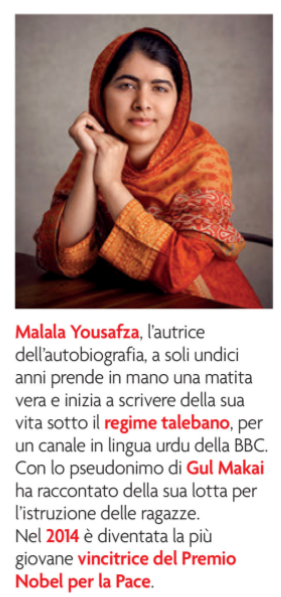 Malala Yousafza, l'autrice
dell'autobiografia, a soli undici
anni prende in mano una matita
vera e inizia a scrivere della sua
vita sotto il regime talebano, per
un canale in lingua urdu della BBC.
Con lo pseudonimo di Gul Makai
ha raccontato della sua lotta per
l'istruzione delle ragazze.
Nel 2014 è diventata la più
giovane vincitrice del Premio
Nobel per la Pace.